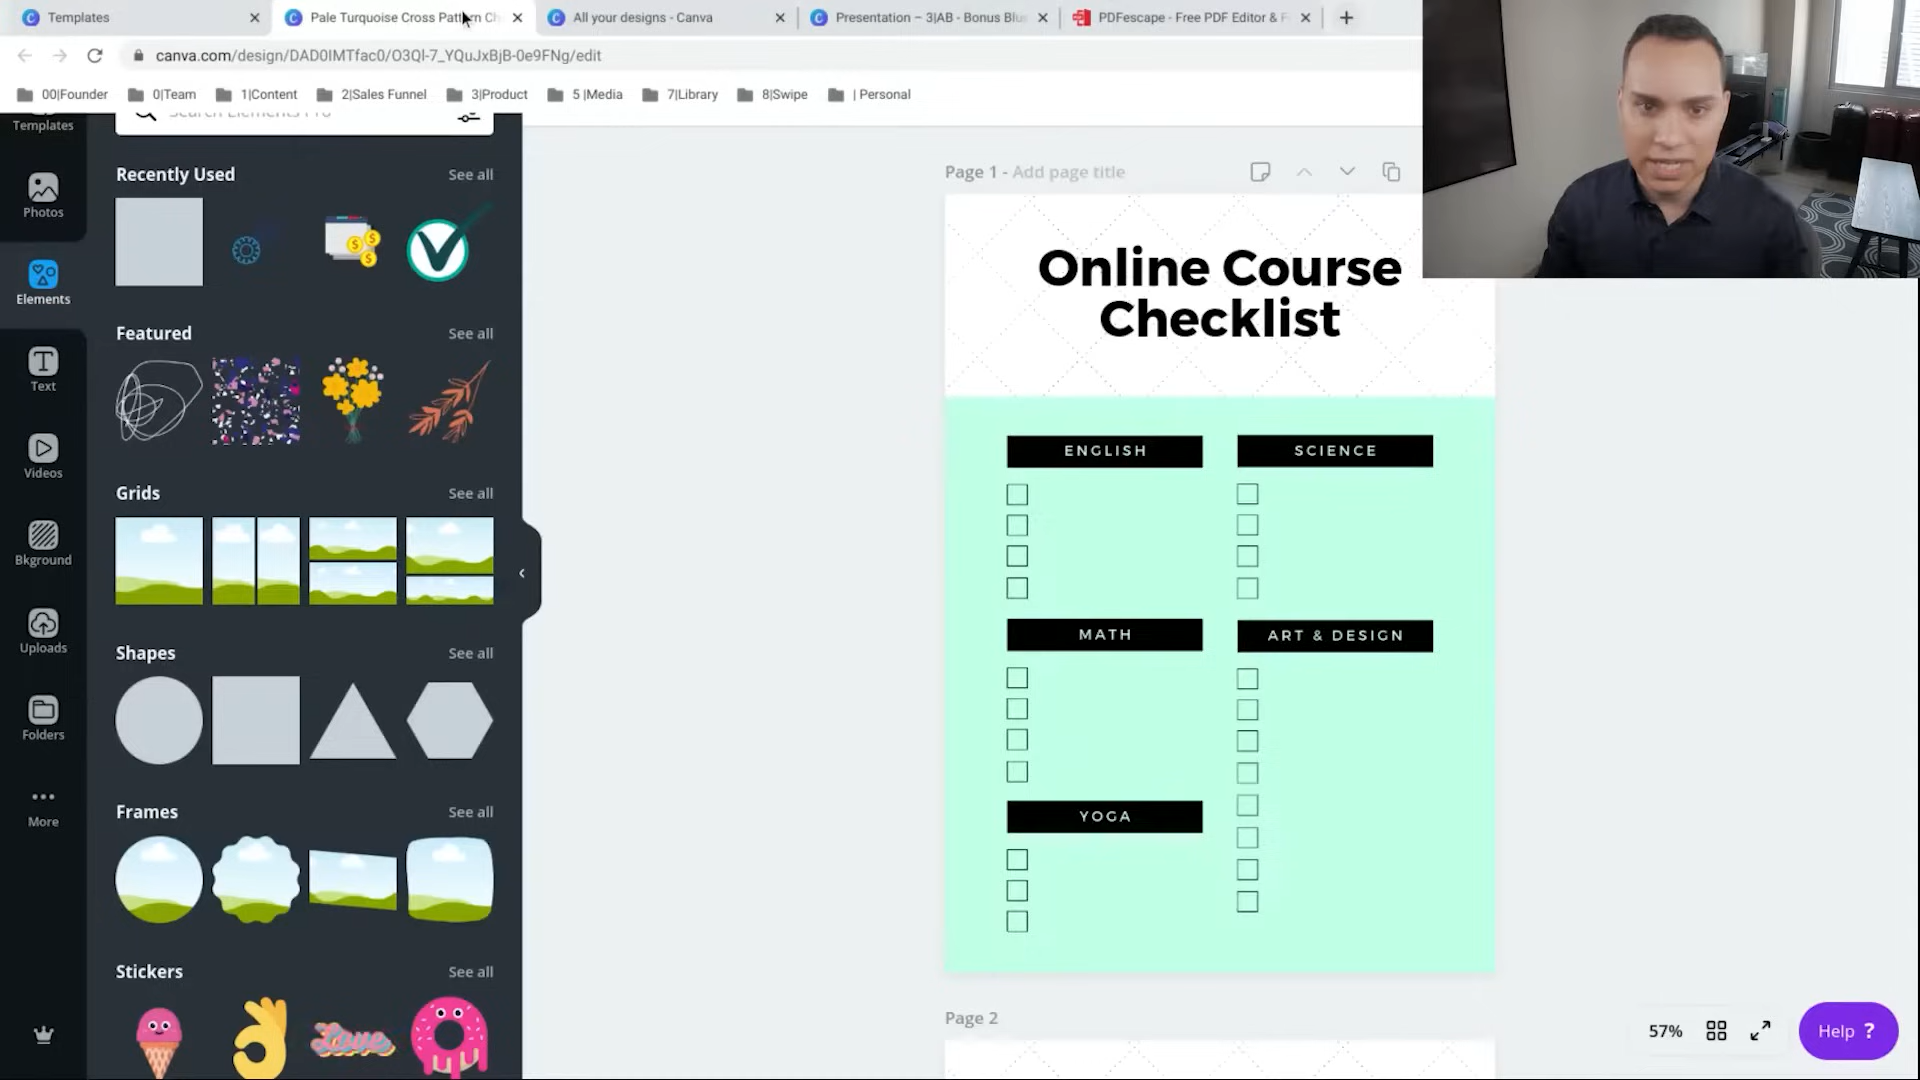 Templates
Pale Turquoise Cross Pattern Ch
All your designs - Canva
Presentation – 3|AB - Bonus Blu
PDFescape - Free PDF Editor & F
canva.com/design/DAD0IMTfac0/O3Ql-7_YQuJxBjB-0e9FNg/edit
00|Founder
0|Team
1|Content
2|Sales Funnel
3|Product
5 |Media
7|Library
8|Swipe
| Personal
Templates
Photos
Elements
Text
Videos
Bkground
Uploads
Folders
More
Recently Used
See all
Featured
See all
Grids
See all
Shapes
See all
Frames
See all
Stickers
See all
Love
Page 1 - Add page title
Online Course
Checklist
ENGLISH
SCIENCE
MATH
ART & DESIGN
YOGA
Page 2
57%
Help ?